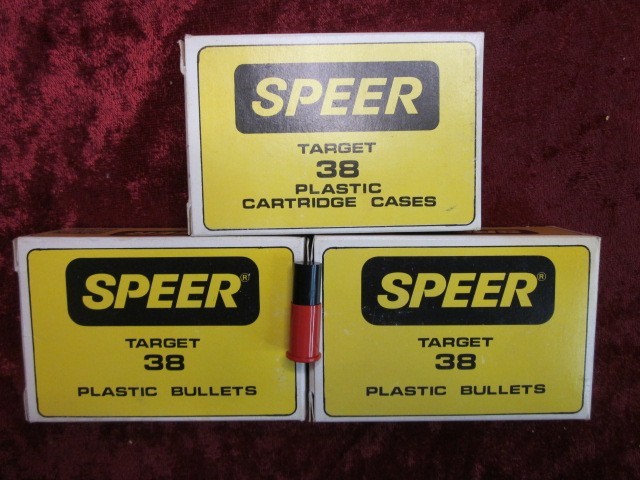 SPEER
TARGET
38
PLASTIC
CARTRIDGE CASES
SPEER®
TARGET
38
PLASTIC BULLETS
SPEER®
TARGET
38
PLASTIC BULLETS